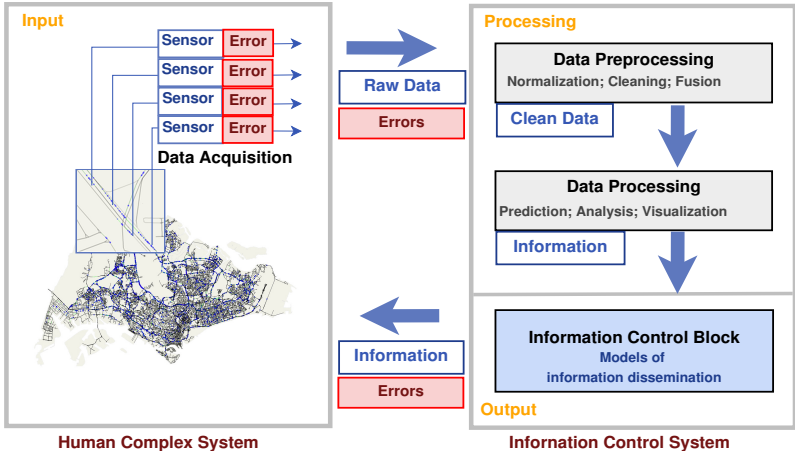 Input
Sensor Error
Sensor Error
Sensor Error
Sensor Error
Data Acquisition
Raw Data
Errors
Processing
Data Preprocessing
Normalization; Cleaning; Fusion
Clean Data
Data Processing
Prediction; Analysis; Visualization
Information
Information
Errors
Information Control Block
Models of
information dissemination
Output
Human Complex System
Infornation Control System